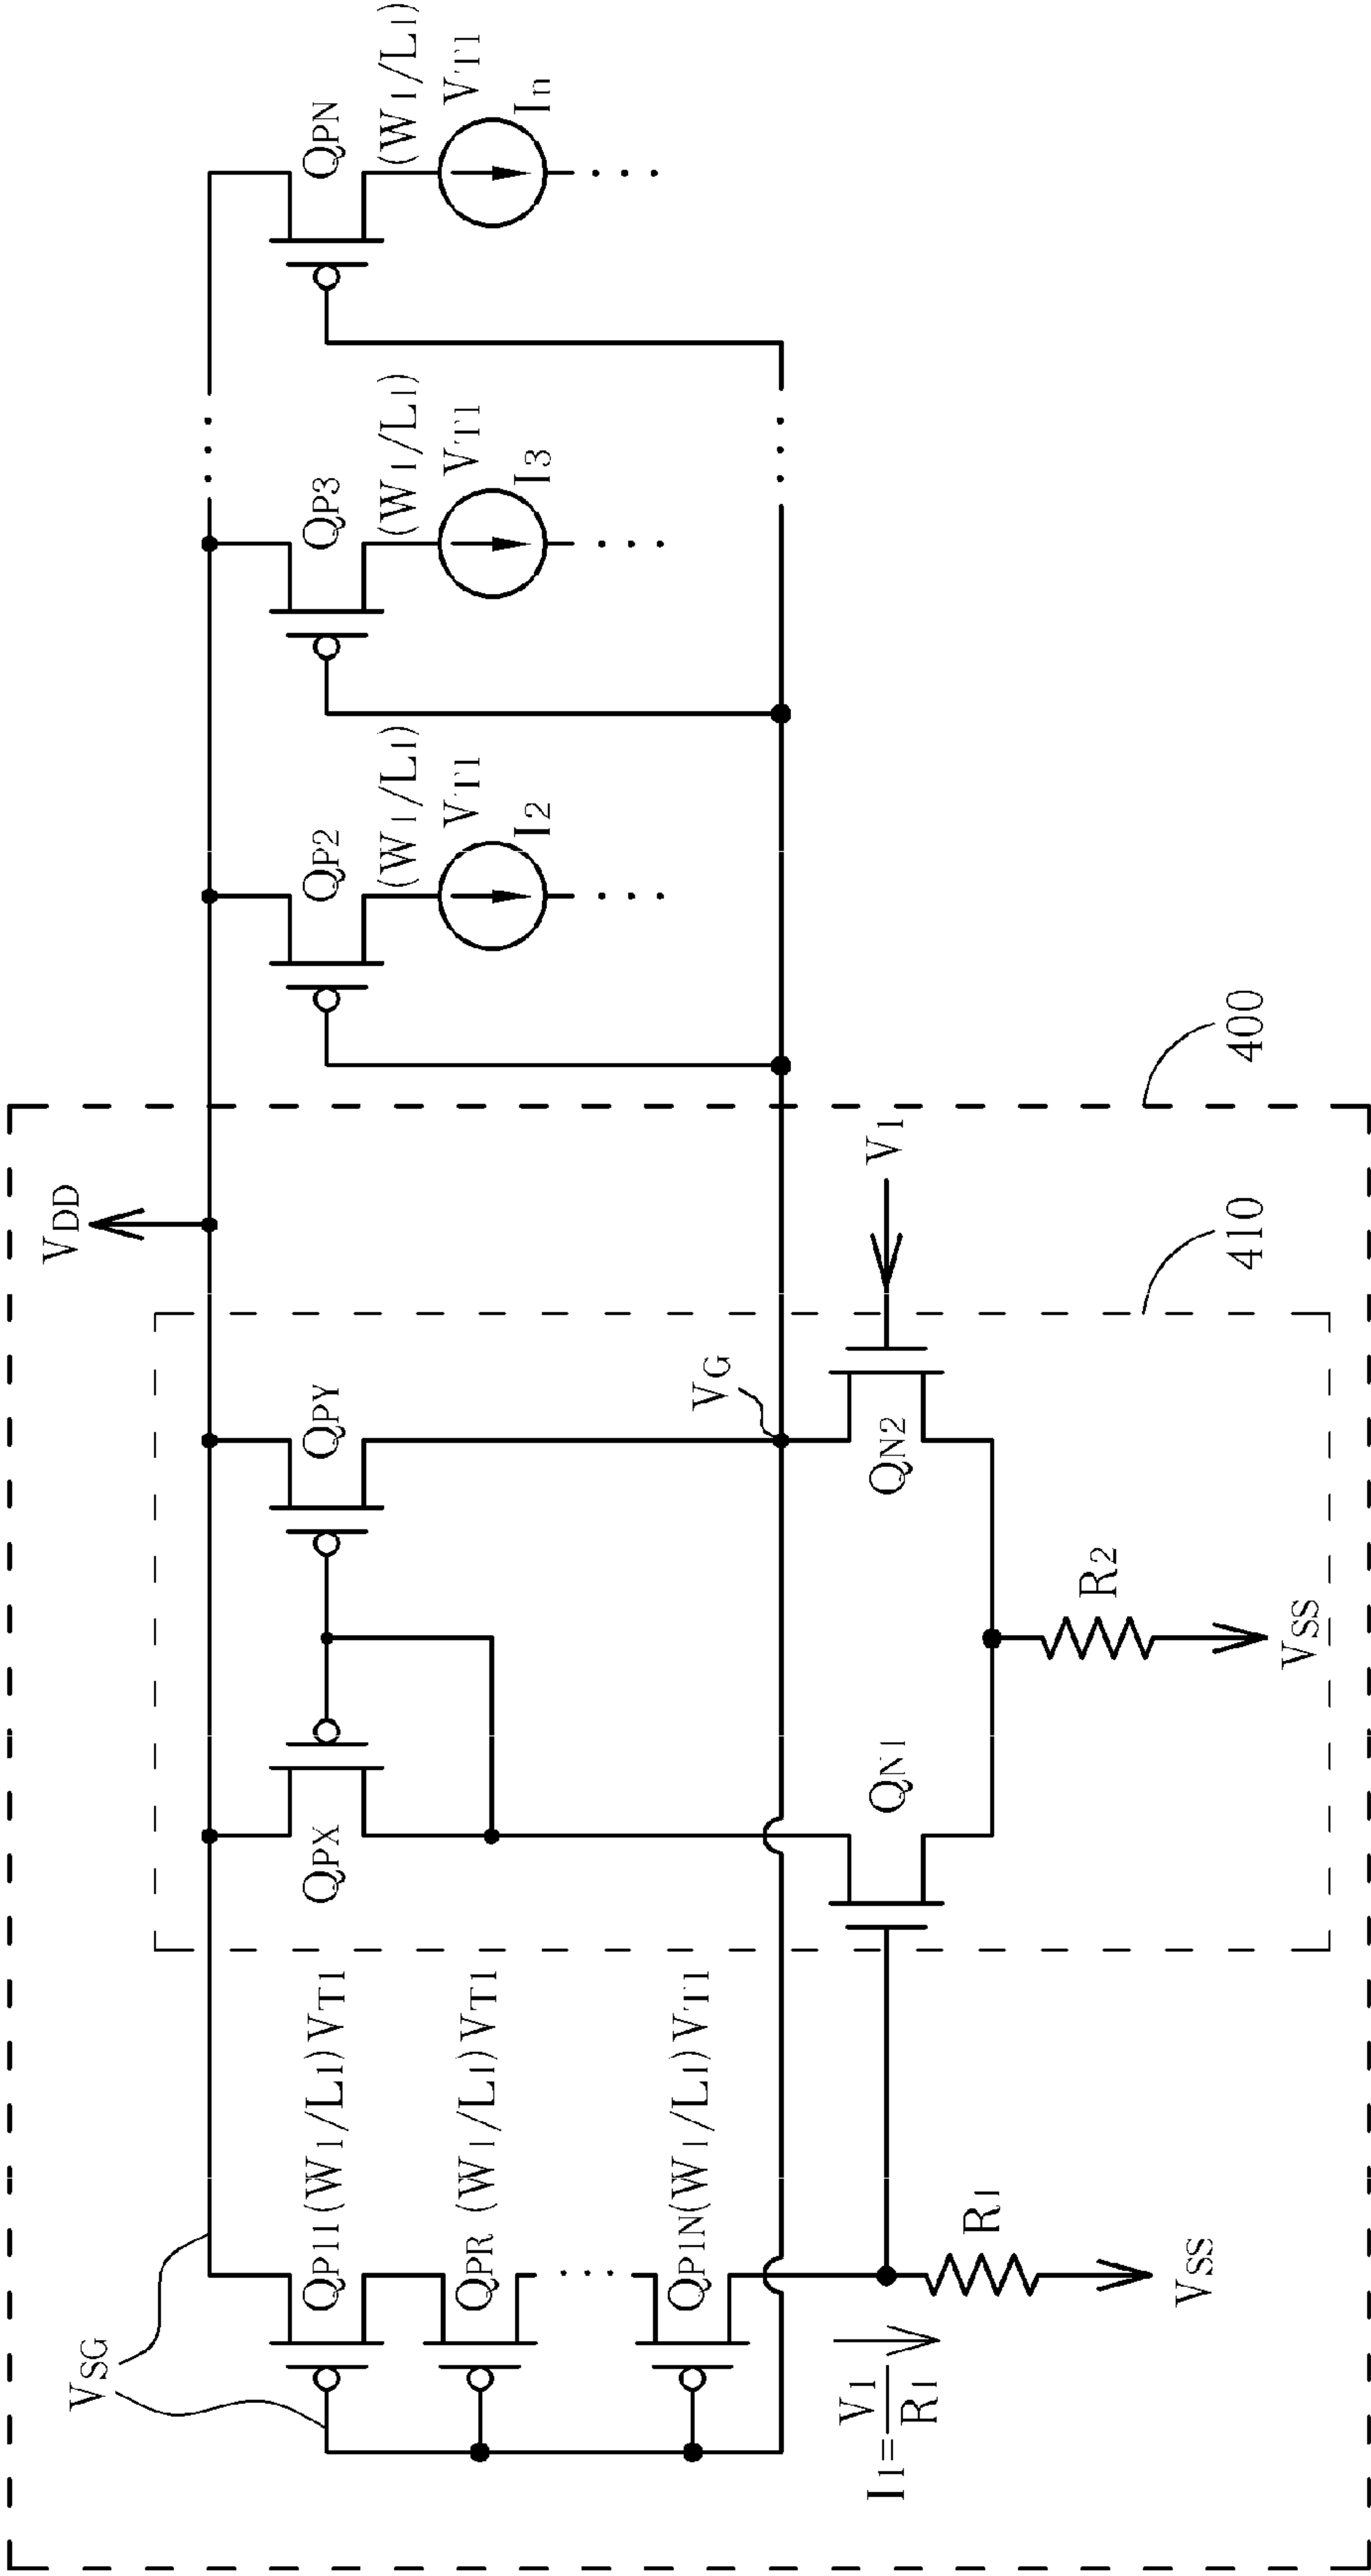 VSG
VDD
QP11(W1/L1)VT1
QPR (W1/L1)VT1
QP1N(W1/L1)VT1
QPX
QPY
QP2
(W1/L1)
VT1
I2
QP3
(W1/L1)
VT1
I3
QPN
(W1/L1)
VT1
In
VG
QN1
QN2
V1
I1=V1/R1
R1
VSS
R2
VSS
410
400